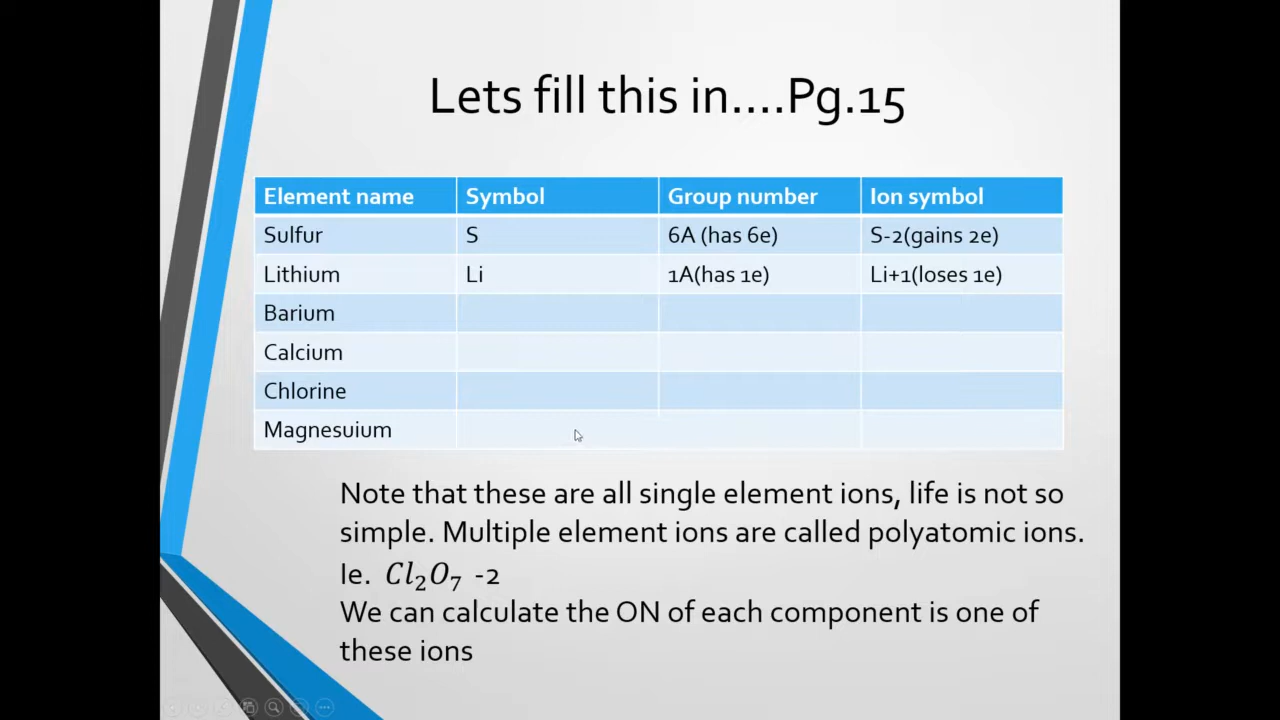 Lets fill this in....Pg.15
Element name Symbol Group number Ion symbol
Sulfur S 6A (has 6e) S-2(gains 2e)
Lithium Li 1A(has 1e) Li+1(loses 1e)
Barium
Calcium
Chlorine
Magnesuium
Note that these are all single element ions, life is not so
simple. Multiple element ions are called polyatomic ions.
Ie. Cl₂O₇ -2
We can calculate the ON of each component is one of
these ions